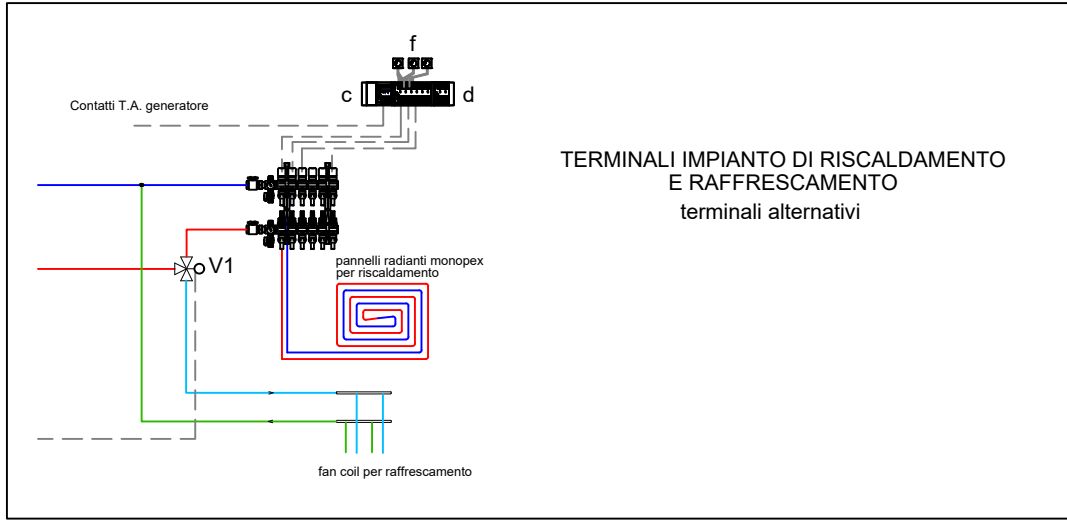 f
c
d
Contatti T.A. generatore
TERMINALI IMPIANTO DI RISCALDAMENTO
E RAFFRESCAMENTO
terminali alternativi
V1
pannelli radianti monopex
per riscaldamento
fan coil per raffrescamento